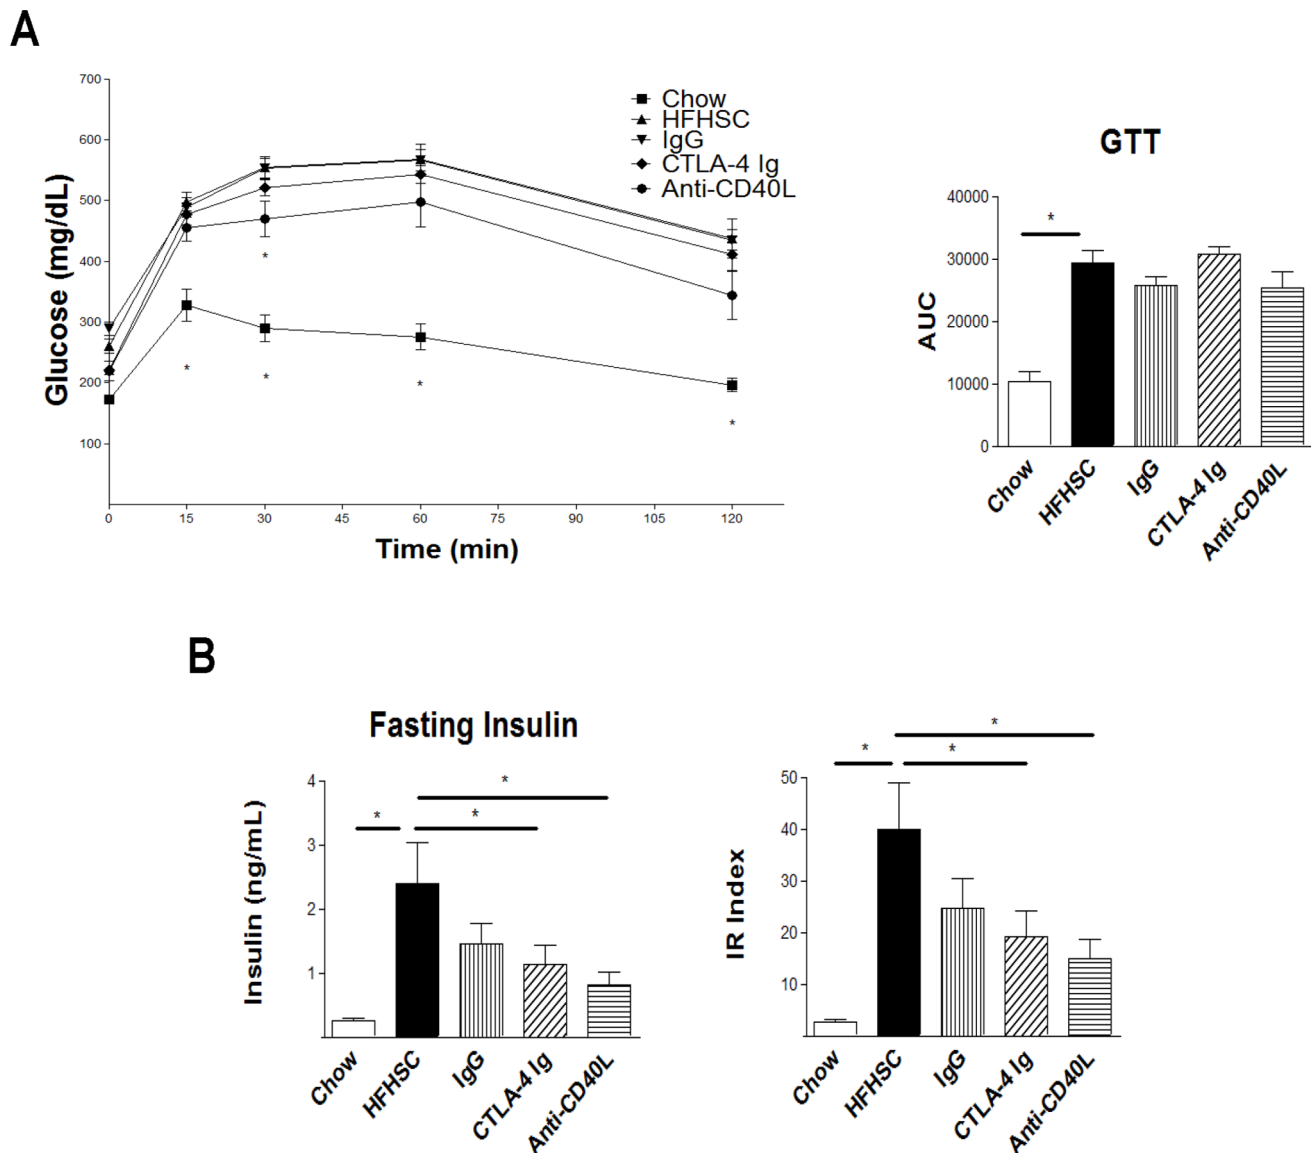 A
Glucose (mg/dL)
700
600
500
400
300
200
100
0 15 30 45 60 75 90 105 120
Time (min)
Chow
HFHSC
IgG
CTLA-4 Ig
Anti-CD40L
*
*
*
*
*
GTT
AUC
40000
30000
20000
10000
0
*
Chow
HFHSC
IgG
CTLA-4 Ig
Anti-CD40L
B
Fasting Insulin
Insulin (ng/mL)
4
3
2
1
*
*
*
Chow
HFHSC
IgG
CTLA-4 Ig
Anti-CD40L
IR Index
50
40
30
20
10
*
*
*
Chow
HFHSC
IgG
CTLA-4 Ig
Anti-CD40L